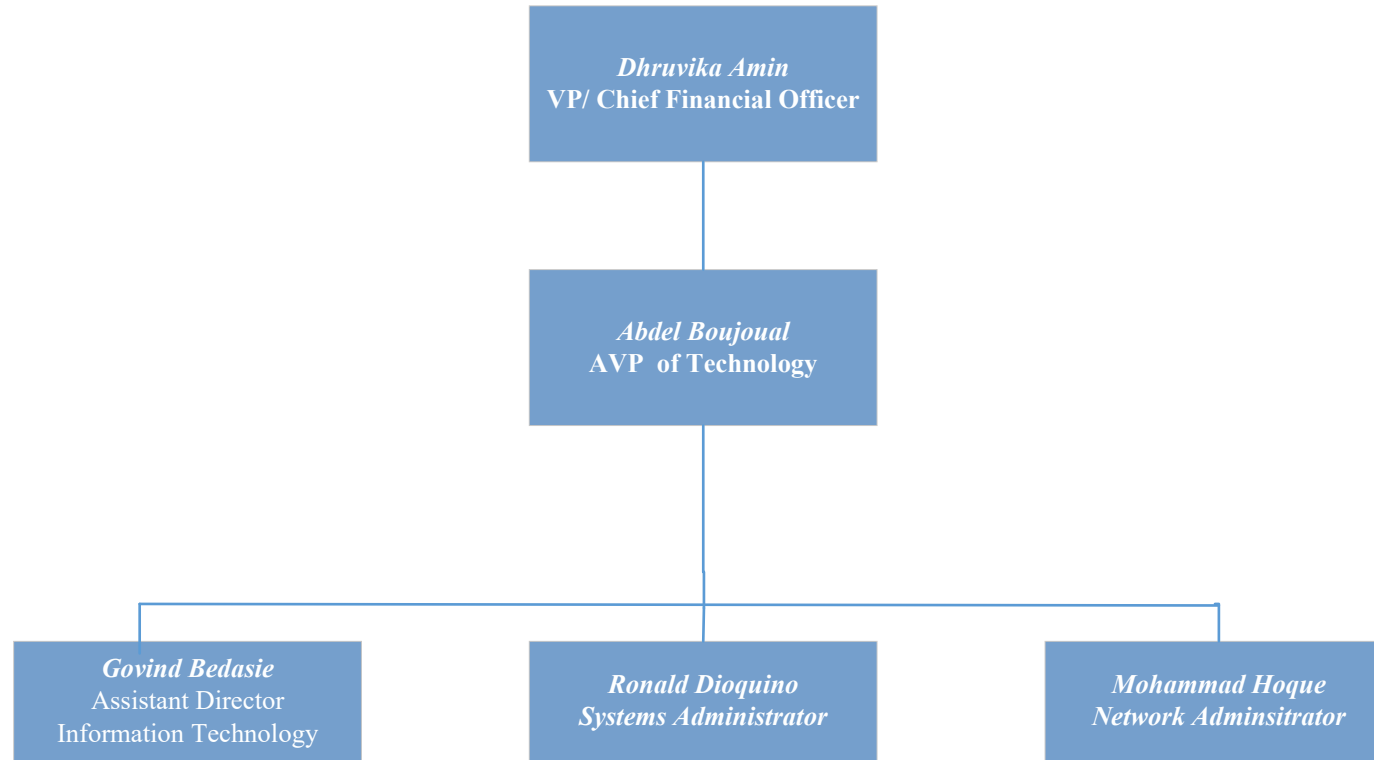 Dhruvika Amin
VP/ Chief Financial Officer
Abdel Boujoual
AVP  of Technology
Govind Bedasie
Assistant Director
Information Technology
Ronald Dioquino
Systems Administrator
Mohammad Hoque
Network Adminsitrator